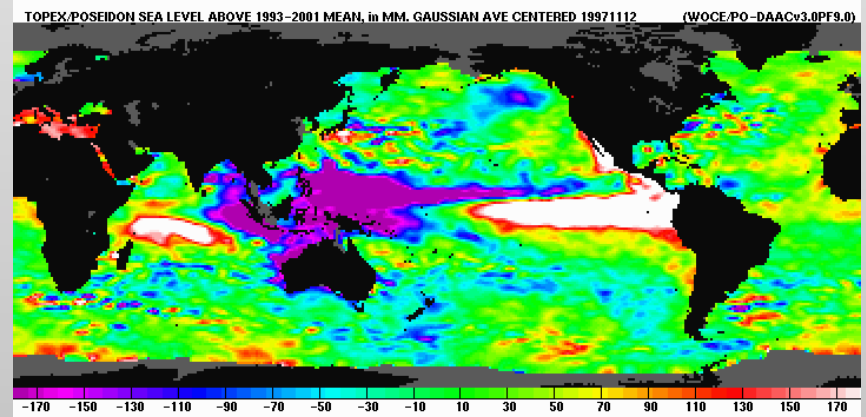 TOPEX/POSEIDON SEA LEVEL ABOVE 1993-2001 MEAN, in MM. GAUSSIAN AVE CENTERED 19971112 (WOCE/PO-DAACv3.0PF9.0)
-170 -150 -130 -110 -90 -70 -50 -30 -10 10 30 50 70 90 110 130 150 170